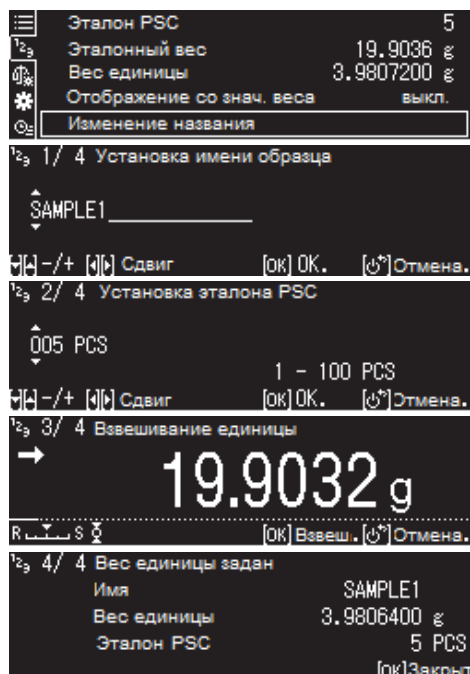 Эталон PSC 5
Эталонный вес 19.9036 g
Вес единицы 3.9807200 g
Отображение со знач. веса выкл.
Изменение названия
1/ 4 Установка имени образца
SAMPLE1
-/+ Сдвиг [OK] OK. Отмена.
2/ 4 Установка эталона PSC
005 PCS
1 - 100 PCS
-/+ Сдвиг [OK] OK. Отмена.
3/ 4 Взвешивание единицы
19.9032 g
R S [OK] Взвеш. Отмена.
4/ 4 Вес единицы задан
Имя SAMPLE1
Вес единицы 3.9806400 g
Эталон PSC 5 PCS
[OK]Закрыт